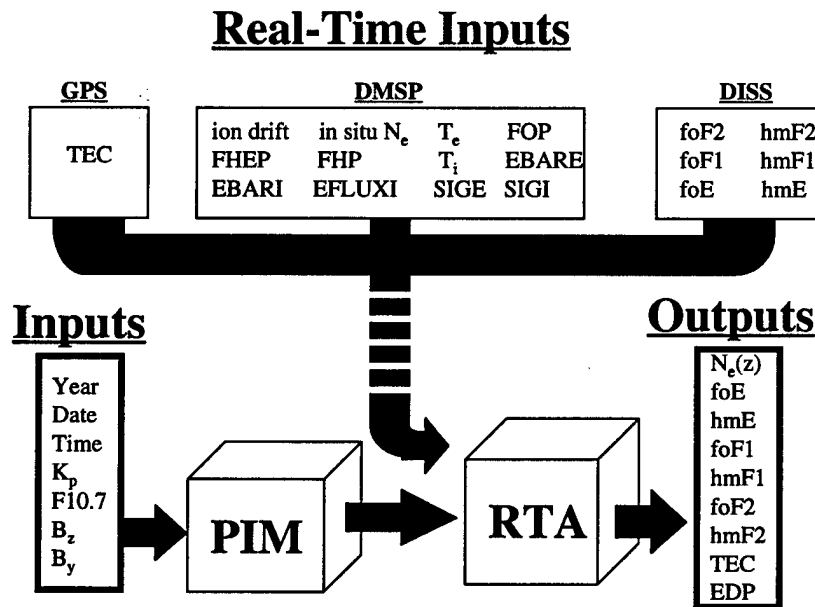 Real-Time Inputs
GPS
DMSP
DISS
TEC
ion drift in situ Ne Te FOP
FHEP FHP Ti EBARE
EBARI EFLUXI SIGE SIGI
foF2 hmF2
foF1 hmF1
foE hmE
Inputs
Outputs
Year
Date
Time
Kp
F10.7
Bz
By
PIM
RTA
Ne(z)
foE
hmE
foF1
hmF1
foF2
hmF2
TEC
EDP